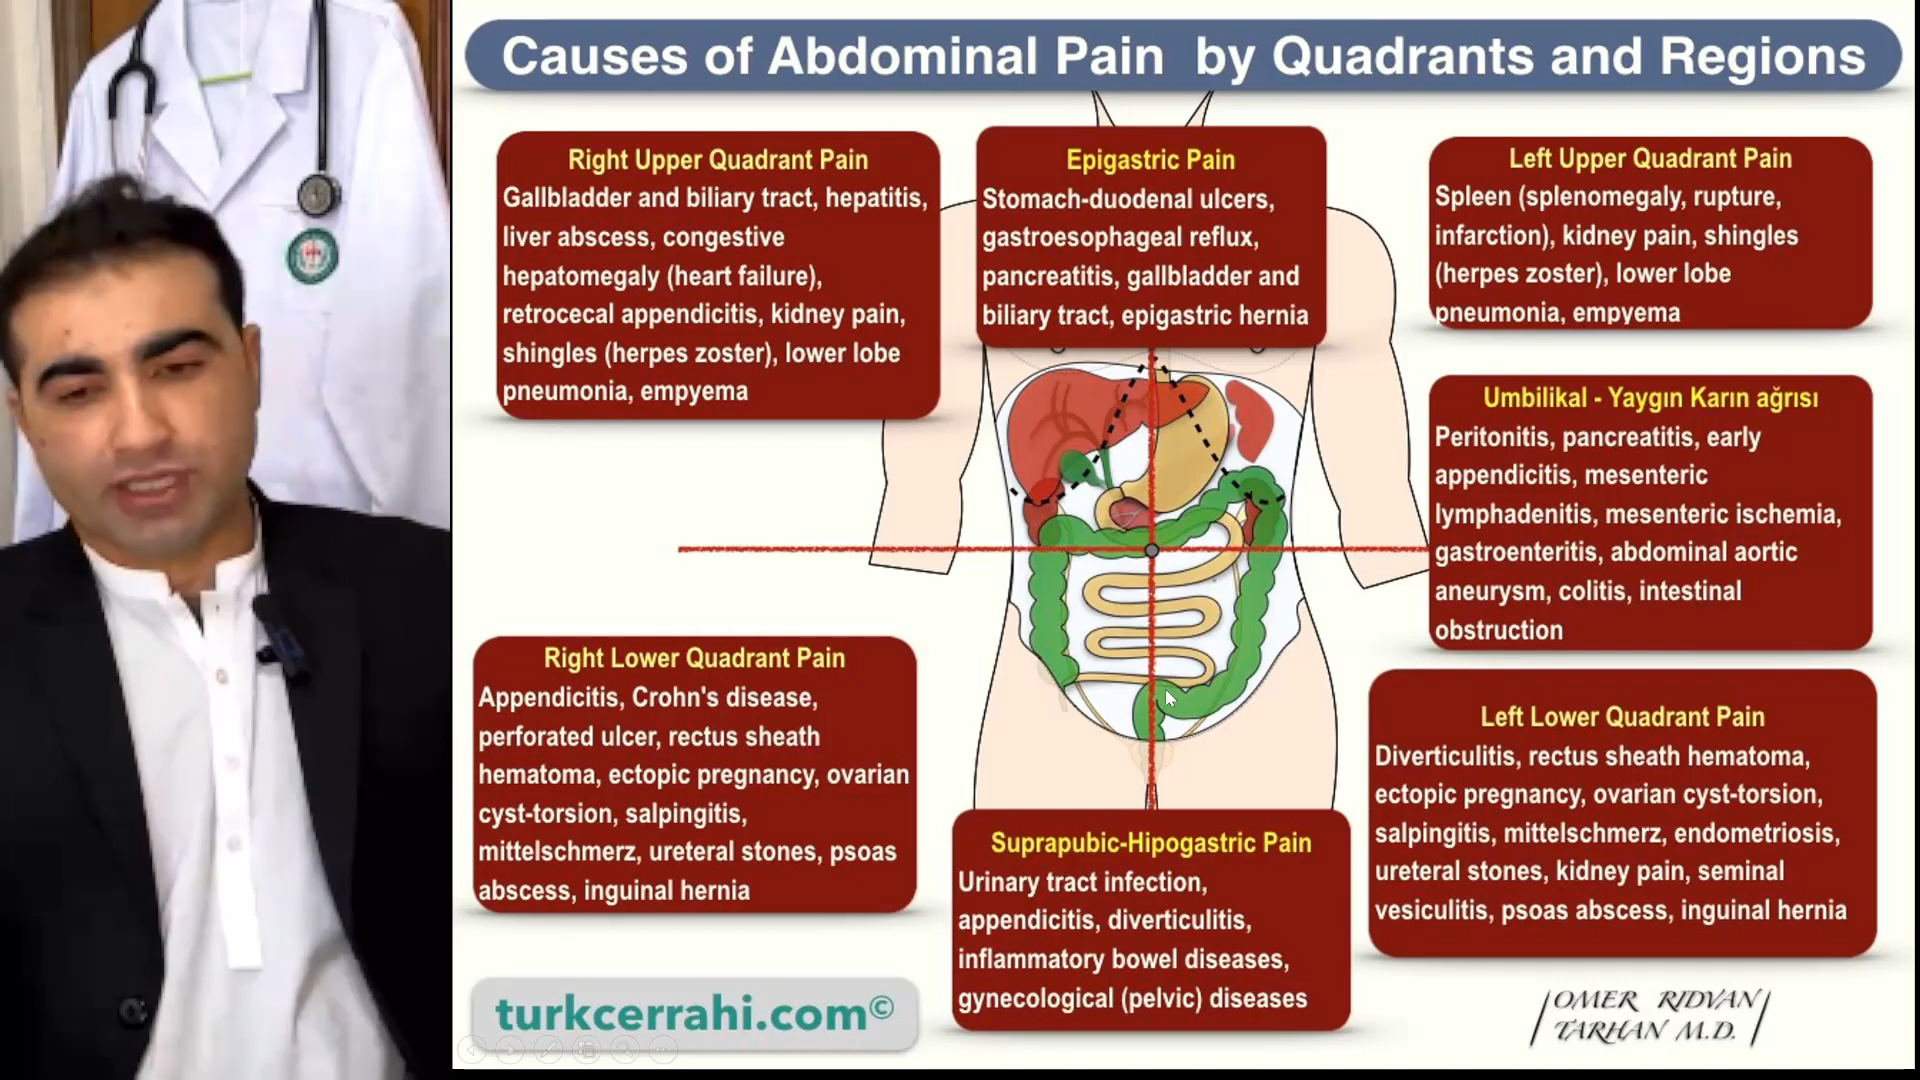 Causes of Abdominal Pain by Quadrants and Regions
Right Upper Quadrant Pain
Gallbladder and biliary tract, hepatitis,
liver abscess, congestive
hepatomegaly (heart failure),
retrocecal appendicitis, kidney pain,
shingles (herpes zoster), lower lobe
pneumonia, empyema
Epigastric Pain
Stomach-duodenal ulcers,
gastroesophageal reflux,
pancreatitis, gallbladder and
biliary tract, epigastric hernia
Left Upper Quadrant Pain
Spleen (splenomegaly, rupture,
infarction), kidney pain, shingles
(herpes zoster), lower lobe
pneumonia, empyema
Umbilikal - Yaygın Karın ağrısı
Peritonitis, pancreatitis, early
appendicitis, mesenteric
lymphadenitis, mesenteric ischemia,
gastroenteritis, abdominal aortic
aneurysm, colitis, intestinal
obstruction
Right Lower Quadrant Pain
Appendicitis, Crohn's disease,
perforated ulcer, rectus sheath
hematoma, ectopic pregnancy, ovarian
cyst-torsion, salpingitis,
mittelschmerz, ureteral stones, psoas
abscess, inguinal hernia
Left Lower Quadrant Pain
Diverticulitis, rectus sheath hematoma,
ectopic pregnancy, ovarian cyst-torsion,
salpingitis, mittelschmerz, endometriosis,
ureteral stones, kidney pain, seminal
vesiculitis, psoas abscess, inguinal hernia
Suprapubic-Hipogastric Pain
Urinary tract infection,
appendicitis, diverticulitis,
inflammatory bowel diseases,
gynecological (pelvic) diseases
turkcerrahi.com©
OMER RIDVAN
TARHAN M.D.